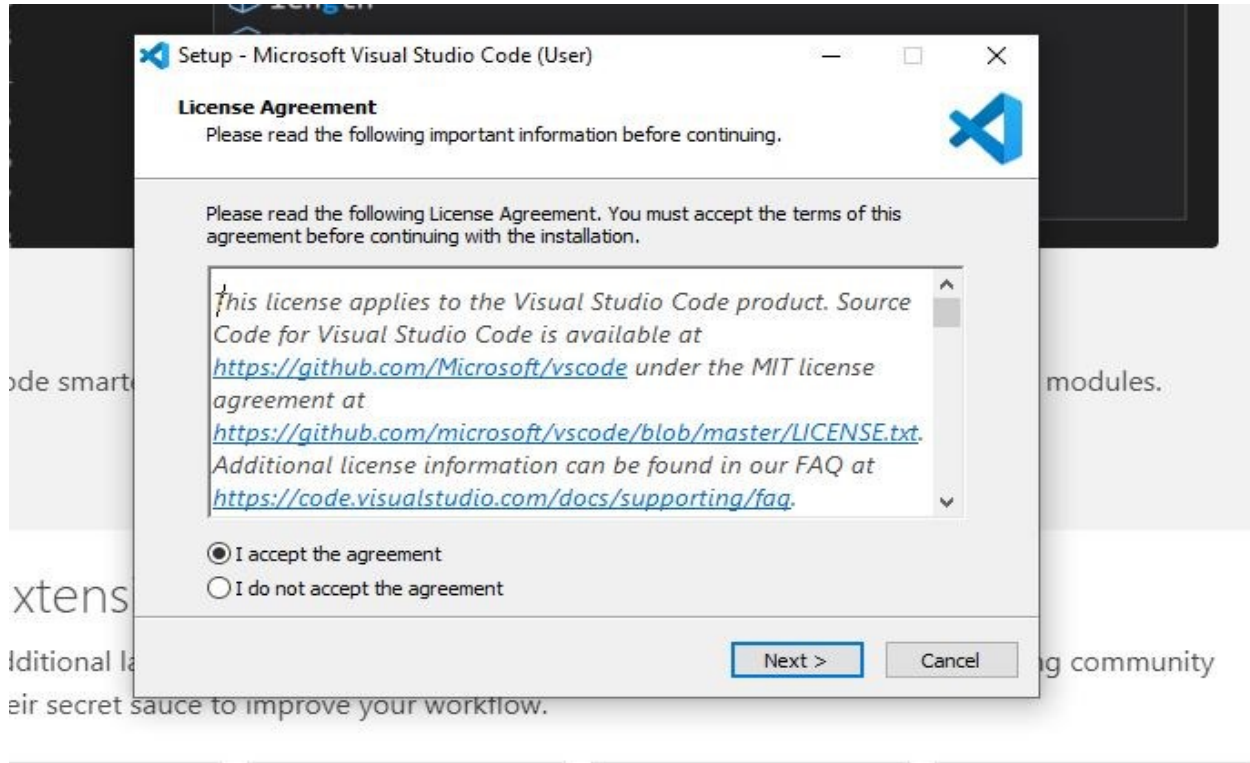 length
Setup - Microsoft Visual Studio Code (User)
License Agreement
Please read the following important information before continuing.
Please read the following License Agreement. You must accept the terms of this
agreement before continuing with the installation.
This license applies to the Visual Studio Code product. Source
Code for Visual Studio Code is available at
https://github.com/Microsoft/vscode under the MIT license
agreement at
https://github.com/microsoft/vscode/blob/master/LICENSE.txt.
Additional license information can be found in our FAQ at
https://code.visualstudio.com/docs/supporting/faq.
ode smarte
modules.
I accept the agreement
I do not accept the agreement
xtens
Next >
Cancel
dditional la
ng community
eir secret sauce to improve your workflow.